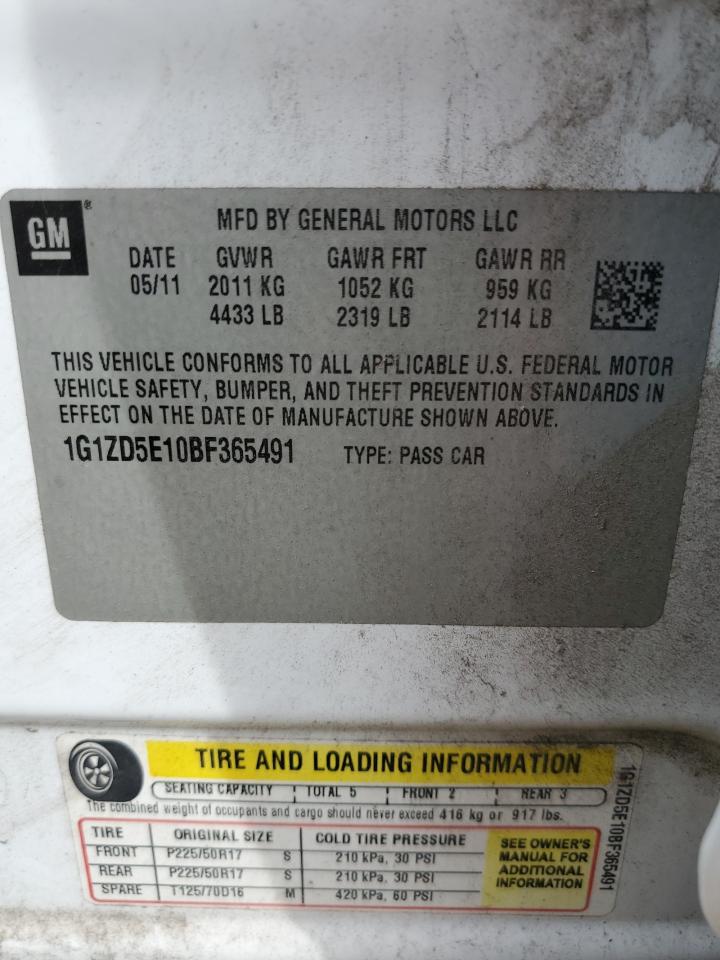 GM®
MFD BY GENERAL MOTORS LLC
DATE GVWR GAWR FRT GAWR RR
05/11 2011 KG 1052 KG 959 KG
4433 LB 2319 LB 2114 LB
THIS VEHICLE CONFORMS TO ALL APPLICABLE U.S. FEDERAL MOTOR
VEHICLE SAFETY, BUMPER, AND THEFT PREVENTION STANDARDS IN
EFFECT ON THE DATE OF MANUFACTURE SHOWN ABOVE.
1G1ZD5E10BF365491 TYPE: PASS CAR
TIRE AND LOADING INFORMATION
SEATING CAPACITY TOTAL 5 FRONT 2 REAR 3
The combined weight of occupants and cargo should never exceed 416 kg or 917 lbs.
TIRE ORIGINAL SIZE COLD TIRE PRESSURE
FRONT P225/50R17 S 210 kPa, 30 PSI
REAR P225/50R17 S 210 kPa, 30 PSI
SPARE T125/70D16 M 420 kPa, 60 PSI
SEE OWNER'S
MANUAL FOR
ADDITIONAL
INFORMATION
1G1ZD5E10BF365491